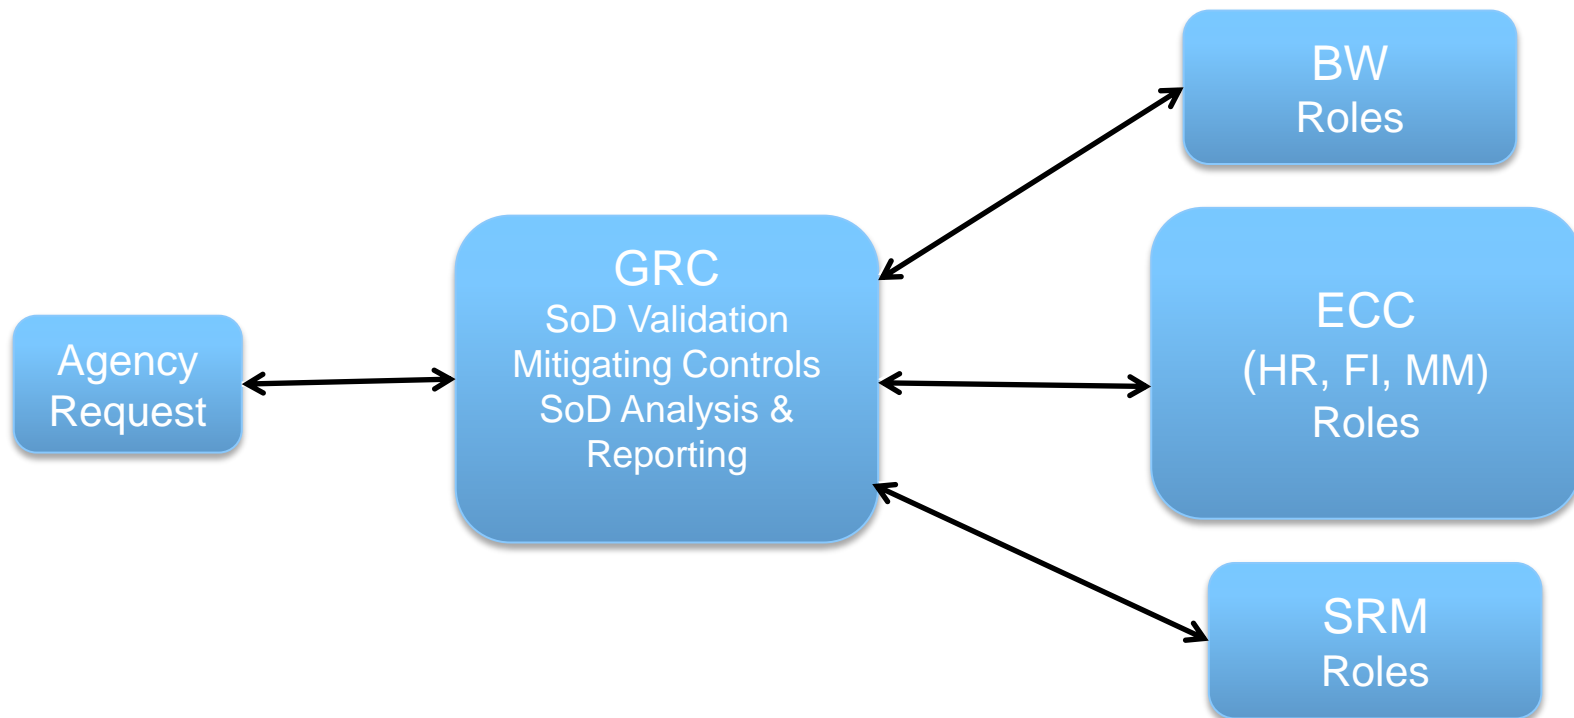 Agency
Request
GRC
SoD Validation
Mitigating Controls
SoD Analysis &
Reporting
BW
Roles
ECC
(HR, FI, MM)
Roles
SRM
Roles